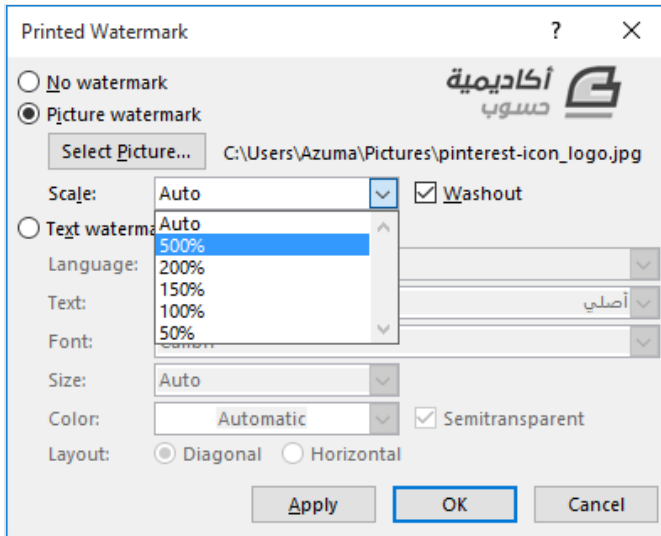 Printed Watermark ? ×
No watermark
أكاديمية
حسوب
Picture watermark
Select Picture... C:\Users\Azuma\Pictures\pinterest-icon_logo.jpg
Scale: Auto Washout
Text waterma
Auto
500%
Language:
200%
150%
Text: أصلي
100%
50%
Font:
Size: Auto
Color: Automatic Semitransparent
Layout: Diagonal Horizontal
Apply OK Cancel